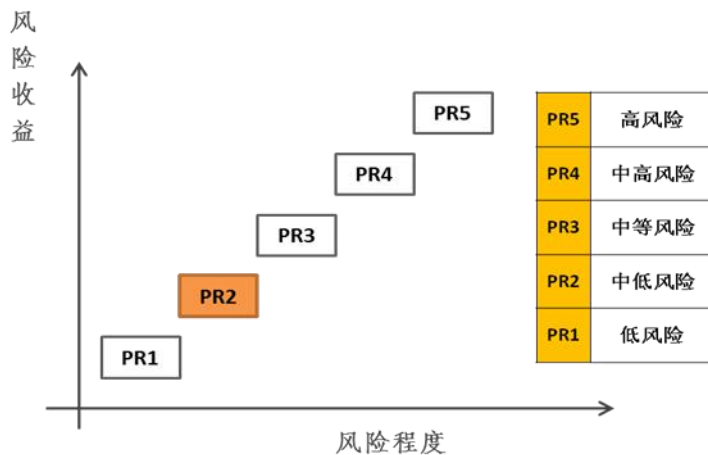 风险收益
PR5
PR4
PR3
PR2
PR1
风险程度
PR5 高风险
PR4 中高风险
PR3 中等风险
PR2 中低风险
PR1 低风险